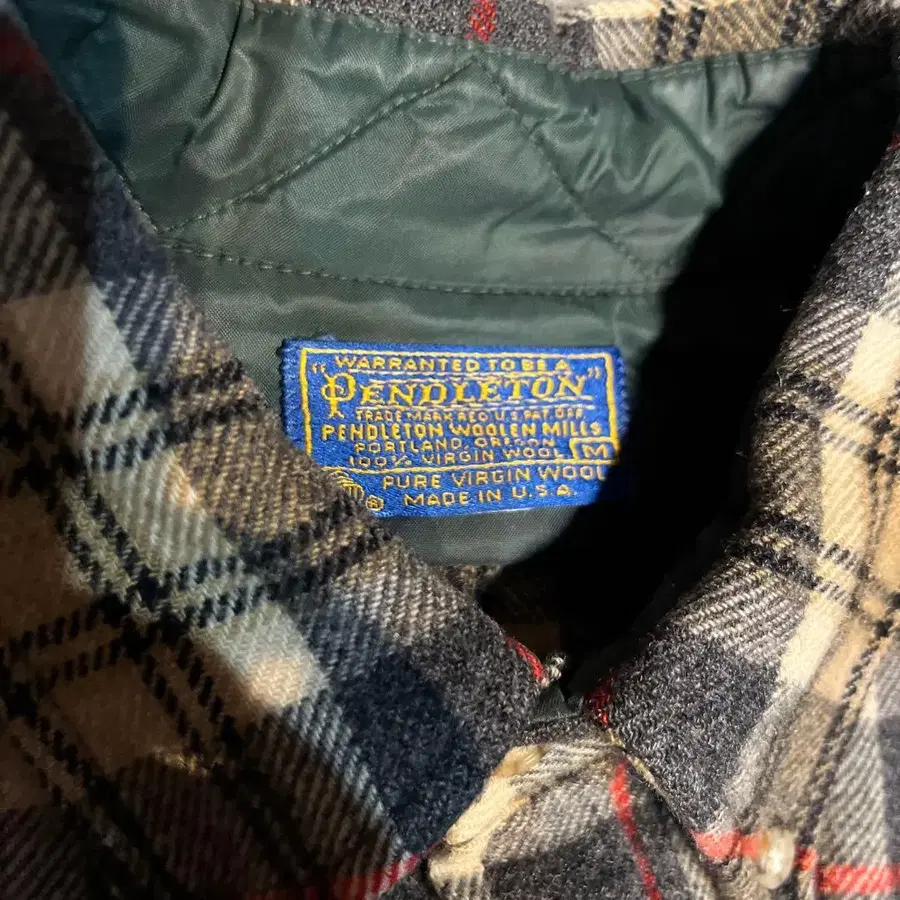 "WARRANTED TO BE A"
PENDLETON
TRADE MARK REG U.S. PAT. OFF.
PENDLETON WOOLEN MILLS
PORTLAND, OREGON
100% VIRGIN WOOL M
PURE VIRGIN WOOL
® MADE IN U.S.A.